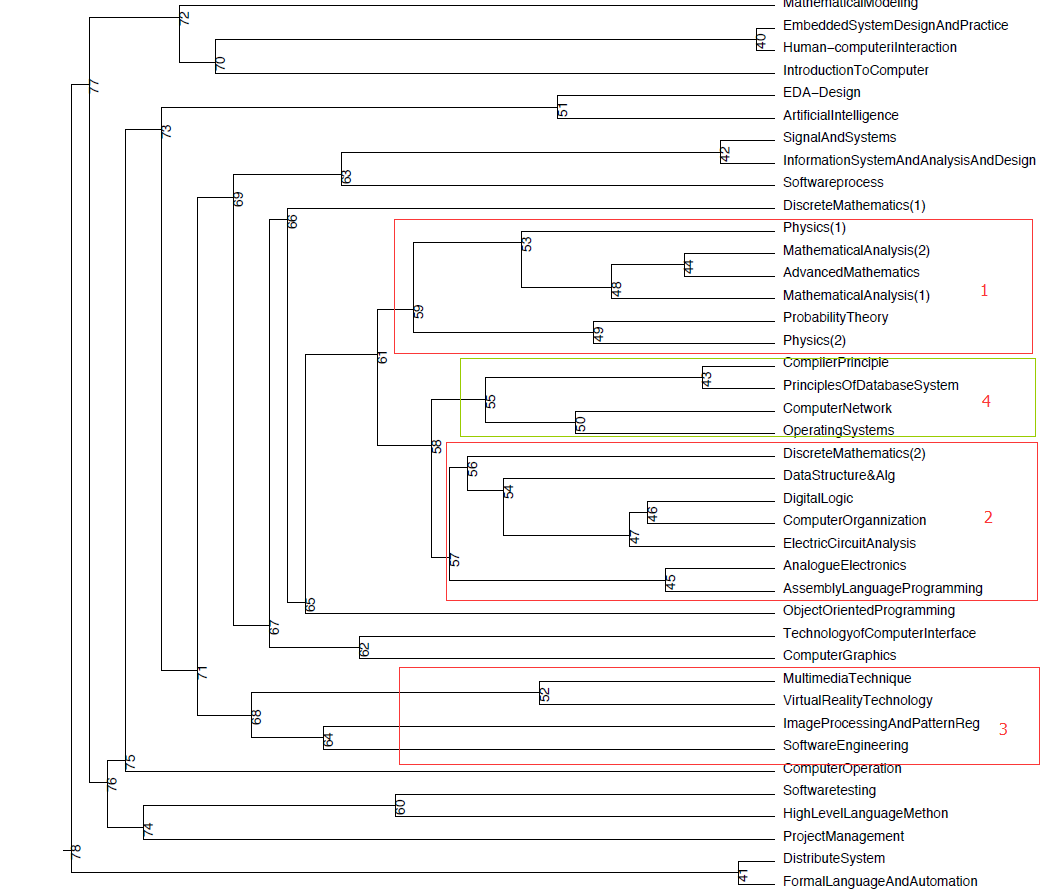 MathematicalModeling
72
EmbeddedSystemDesignAndPractice
40
Human-computeriInteraction
70
IntroductionToComputer
77
EDA-Design
51
ArtificialIntelligence
73
SignalAndSystems
42
InformationSystemAndAnalysisAndDesign
63
Softwareprocess
69
DiscreteMathematics(1)
66
Physics(1)
53
MathematicalAnalysis(2)
44
AdvancedMathematics
48
MathematicalAnalysis(1)
1
59
ProbabilityTheory
49
Physics(2)
61
ComplierPrinciple
43
PrinciplesOfDatabaseSystem
55
4
ComputerNetwork
50
OperatingSystems
58
DiscreteMathematics(2)
56
DataStructure&Alg
54
DigitalLogic
46
ComputerOrgannization
2
47
ElectricCircuitAnalysis
57
AnalogueElectronics
45
AssemblyLanguageProgramming
65
ObjectOrientedProgramming
67
TechnologyofComputerInterface
62
ComputerGraphics
71
MultimediaTechnique
52
VirtualRealityTechnology
68
ImageProcessingAndPatternReg
3
64
SoftwareEngineering
75
ComputerOperation
76
Softwaretesting
60
HighLevelLanguageMethon
74
ProjectManagement
78
DistributeSystem
41
FormalLanguageAndAutomation